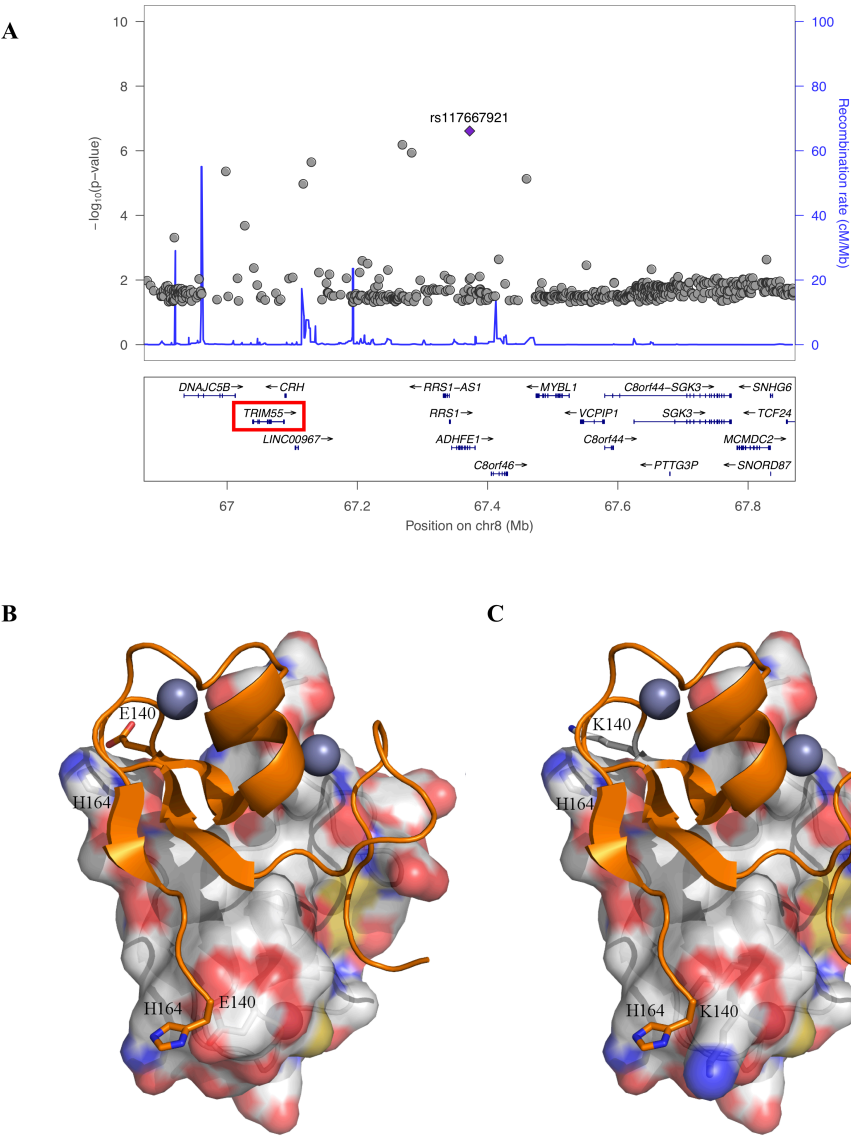 A
10
8
6
4
2
0
−log10(p−value)
100
80
60
40
20
0
Recombination rate (cM/Mb)
rs117667921
DNAJC5B→ ←CRH ←RRS1−AS1 ←MYBL1 C8orf44−SGK3→ ←SNHG6
TRIM55→ RRS1→ ←VCPIP1 SGK3→ ←TCF24
LINC00967→ ADHFE1→ C8orf44→ MCMDC2→
C8orf46→ ←PTTG3P ←SNORD87
67 67.2 67.4 67.6 67.8
Position on chr8 (Mb)
B
E140
H164
H164
E140
C
K140
H164
H164
K140